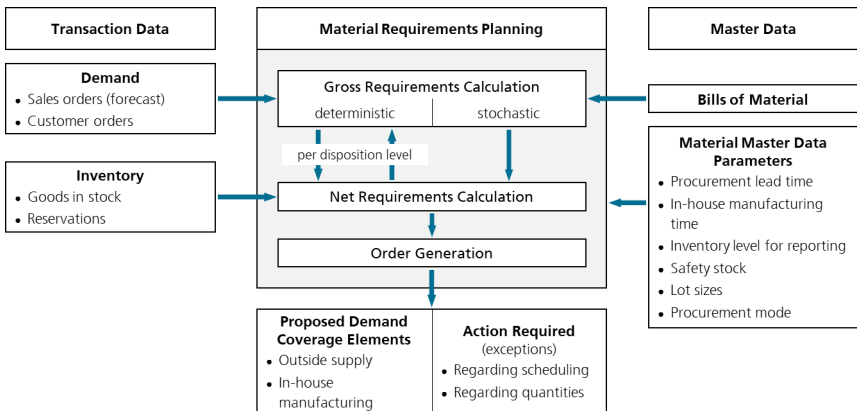 Transaction Data
Demand
• Sales orders (forecast)
• Customer orders
Inventory
• Goods in stock
• Reservations
Material Requirements Planning
Gross Requirements Calculation
deterministic
stochastic
per disposition level
Net Requirements Calculation
Order Generation
Proposed Demand
Coverage Elements
• Outside supply
• In-house
manufacturing
Action Required
(exceptions)
• Regarding scheduling
• Regarding quantities
Master Data
Bills of Material
Material Master Data
Parameters
• Procurement lead time
• In-house manufacturing
time
• Inventory level for reporting
• Safety stock
• Lot sizes
• Procurement mode